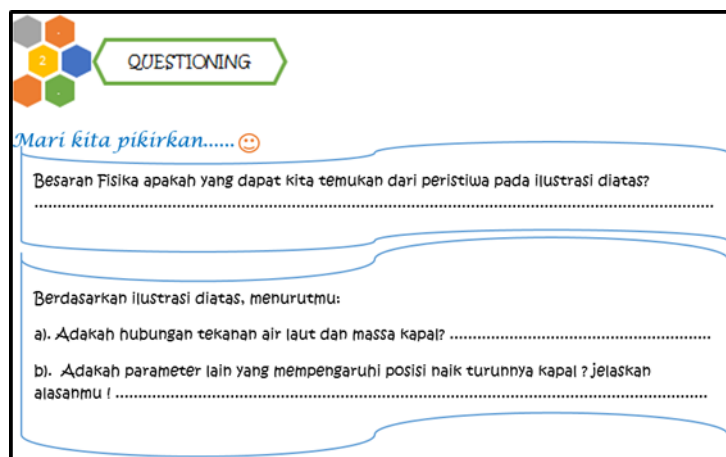 2
QUESTIONING
Mari kita pikirkan......
Besaran Fisika apakah yang dapat kita temukan dari peristiwa pada ilustrasi diatas?
........................................................................................................................
Berdasarkan ilustrasi diatas, menurutmu:
a). Adakah hubungan tekanan air laut dan massa kapal? ......................................................
b). Adakah parameter lain yang mempengaruhi posisi naik turunnya kapal ? jelaskan
alasanmu ! ........................................................................................................................